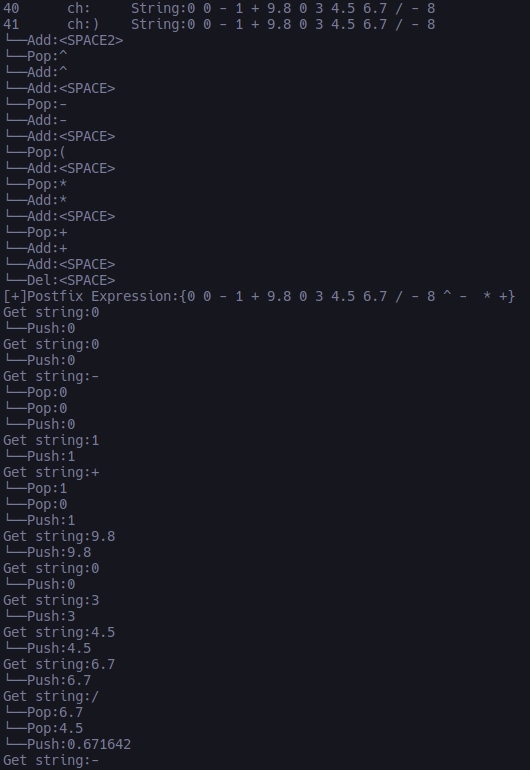 40      ch:     String:0 0 - 1 + 9.8 0 3 4.5 6.7 / - 8
41      ch:)    String:0 0 - 1 + 9.8 0 3 4.5 6.7 / - 8
└──Add:<SPACE2>
└──Pop:^
└──Add:^
└──Add:<SPACE>
└──Pop:-
└──Add:-
└──Add:<SPACE>
└──Pop:(
└──Add:<SPACE>
└──Pop:*
└──Add:*
└──Add:<SPACE>
└──Pop:+
└──Add:+
└──Add:<SPACE>
└──Del:<SPACE>
[+]Postfix Expression:{0 0 - 1 + 9.8 0 3 4.5 6.7 / - 8 ^ -  * +}
Get string:0
└──Push:0
Get string:0
└──Push:0
Get string:-
└──Pop:0
└──Pop:0
└──Push:0
Get string:1
└──Push:1
Get string:+
└──Pop:1
└──Pop:0
└──Push:1
Get string:9.8
└──Push:9.8
Get string:0
└──Push:0
Get string:3
└──Push:3
Get string:4.5
└──Push:4.5
Get string:6.7
└──Push:6.7
Get string:/
└──Pop:6.7
└──Pop:4.5
└──Push:0.671642
Get string:-